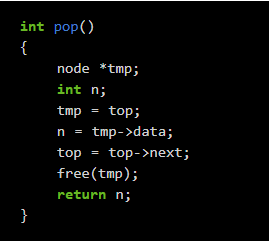 int pop()
{
node *tmp;
int n;
tmp = top;
n = tmp->data;
top = top->next;
free(tmp);
return n;
}